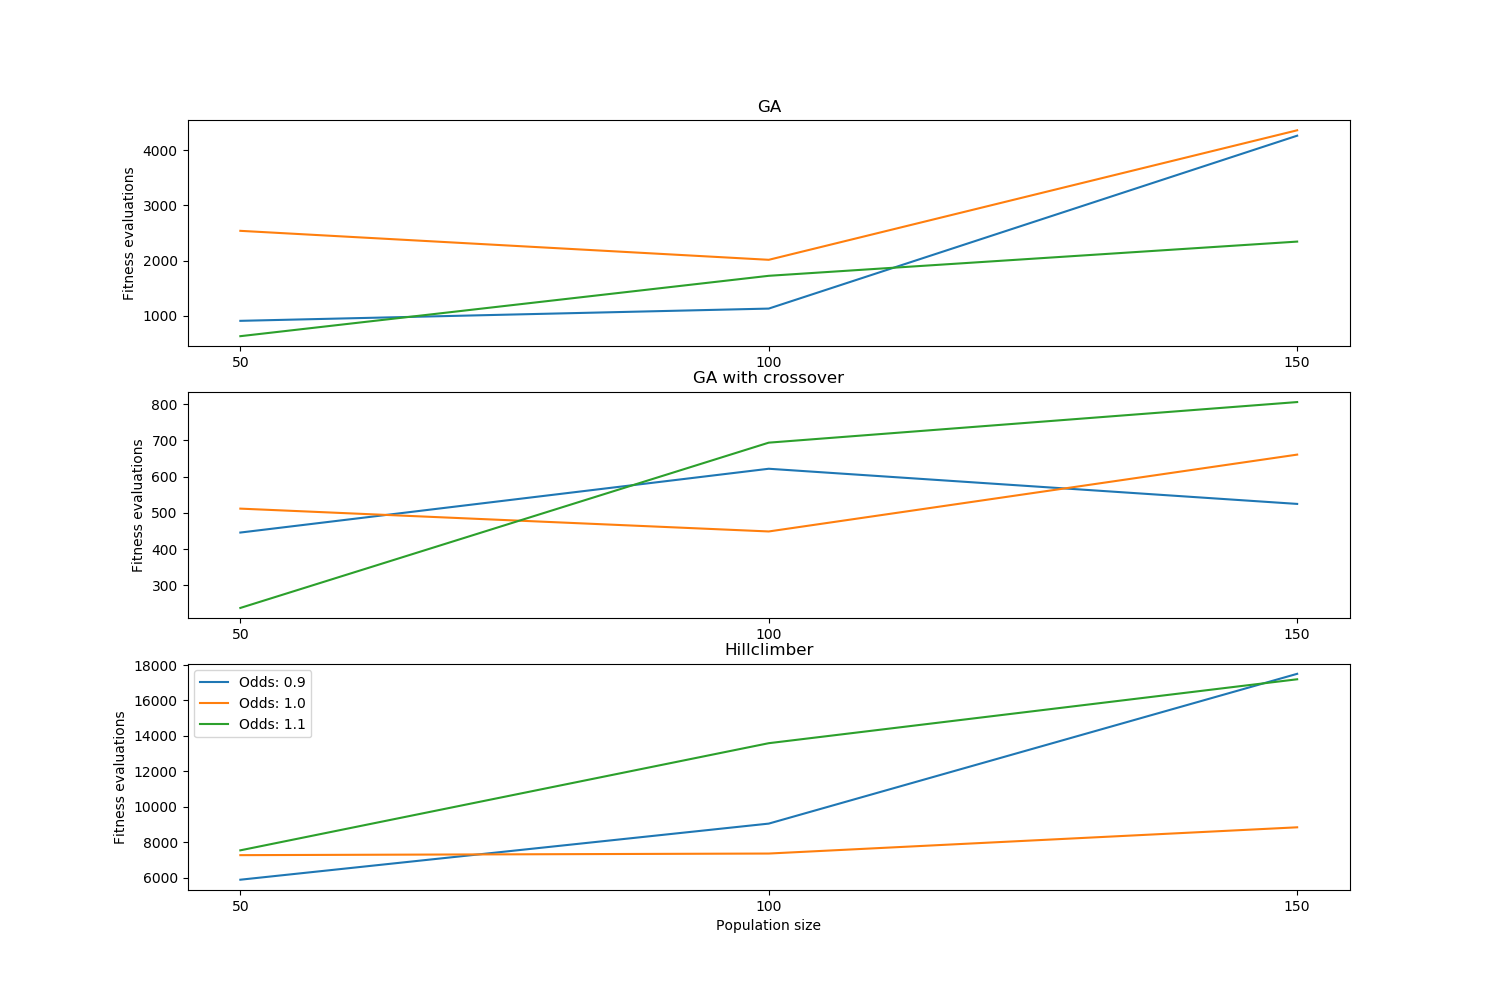 GA
Fitness evaluations
4000
3000
2000
1000
50 100 150
GA with crossover
Fitness evaluations
800
700
600
500
400
300
50 100 150
Hillclimber
Fitness evaluations
18000
16000
14000
12000
10000
8000
6000
Odds: 0.9
Odds: 1.0
Odds: 1.1
50 100 150
Population size